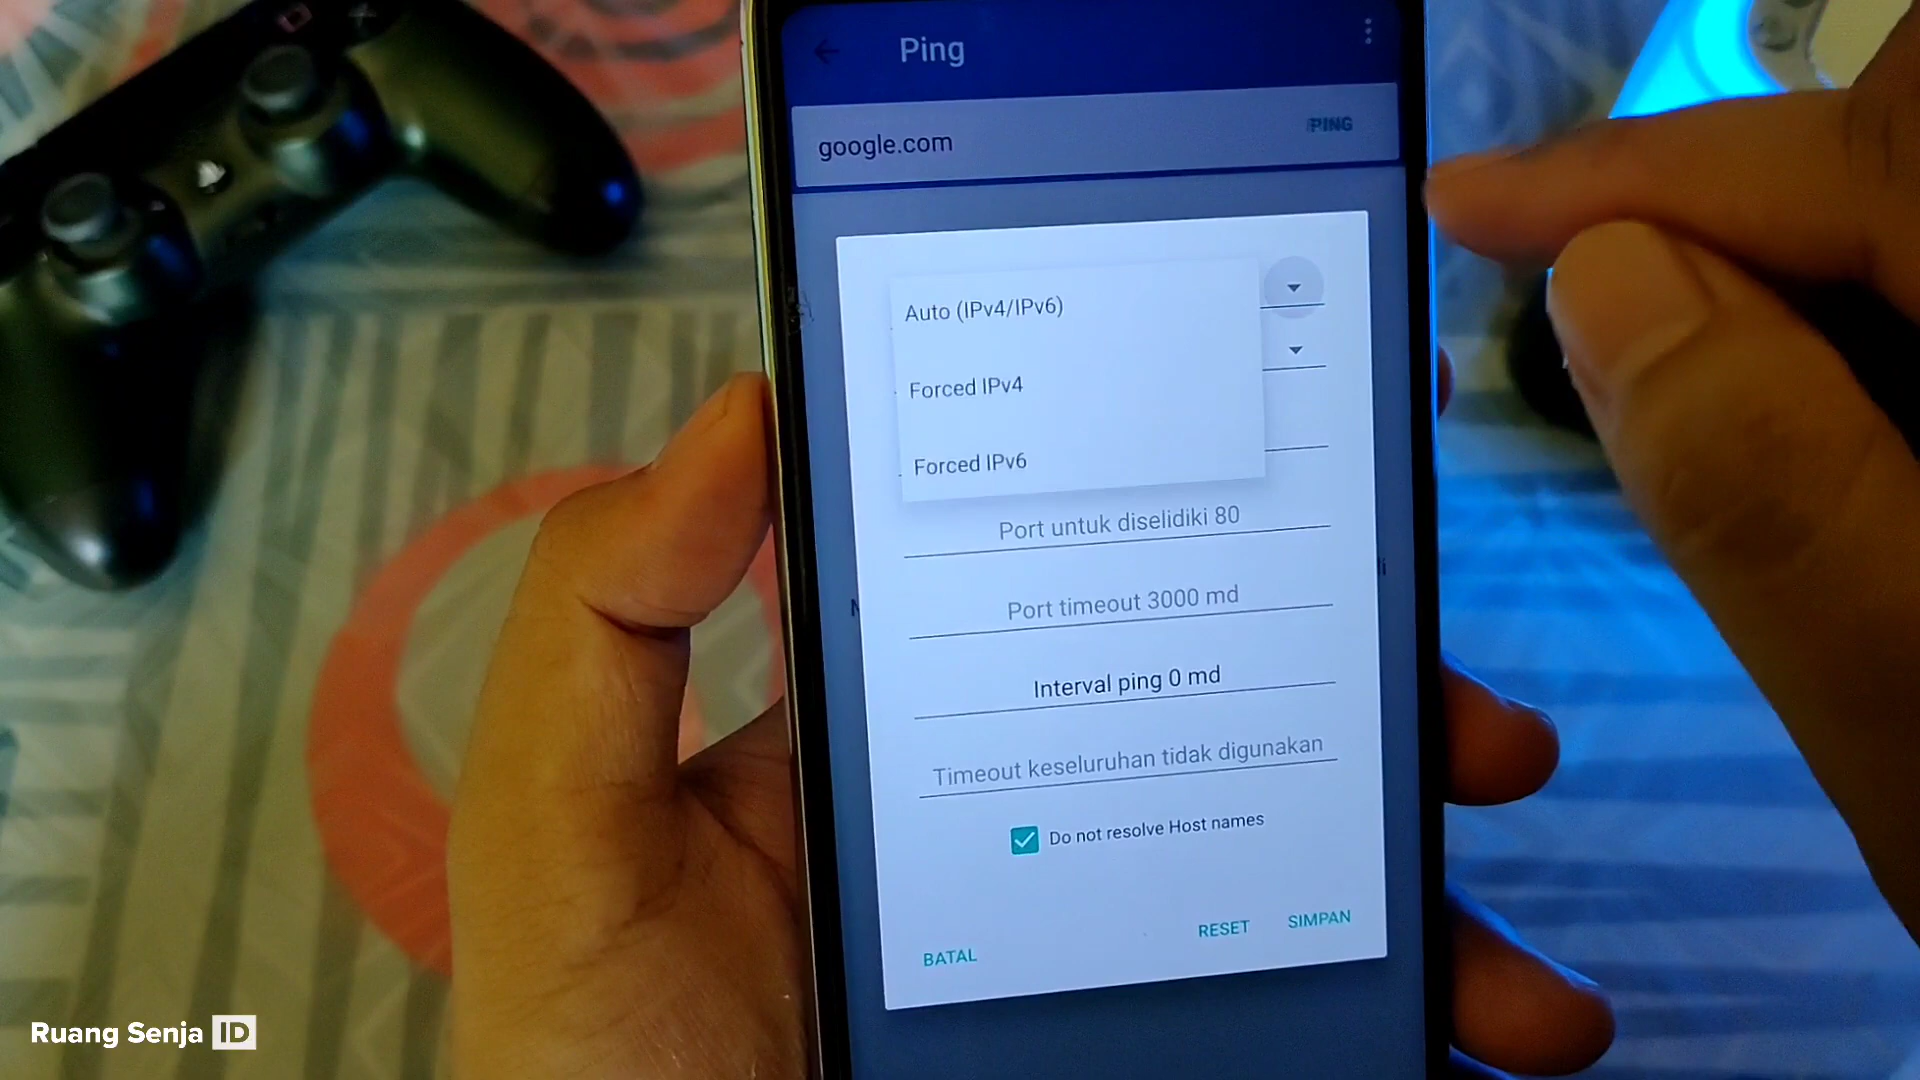 Ping
google.com
PING
Auto (IPv4/IPv6)
Forced IPv4
Forced IPv6
Port untuk diselidiki 80
Port timeout 3000 md
Interval ping 0 md
Timeout keseluruhan tidak digunakan
Do not resolve Host names
BATAL
RESET
SIMPAN
Ruang Senja ID